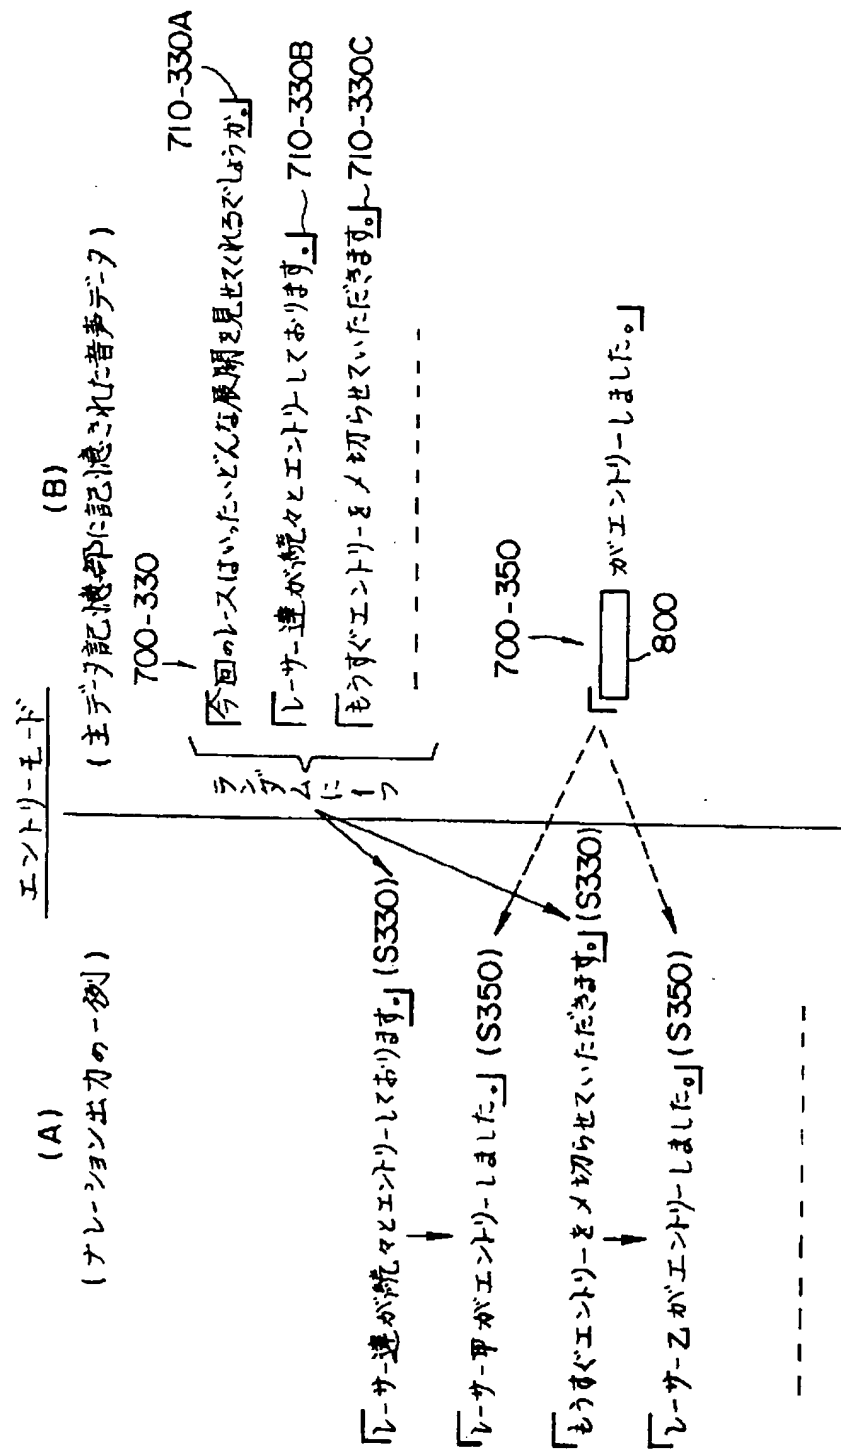 エントリーモード
(A)
(ナレーション出力の一例)
「レーサー達が続々とエントリーしております。」(S330)
「レーサー甲がエントリーしました。」(S350)
「もうすぐエントリーを〆切らせていただきます。」(S330)
「レーサー乙がエントリーしました。」(S350)
(B)
(主データ記憶部に記憶された音声データ)
700-330
ランダムに1つ
「今回のレースはいったいどんな展開を見せてくれるでしょうか。」
710-330A
「レーサー達が続々とエントリーしております。」~710-330B
「もうすぐエントリーを〆切らせていただきます。」~710-330C
700-350
「 がエントリーしました。」
800